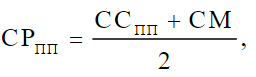 СР_ПП = (СС_ПП + СМ) / 2,